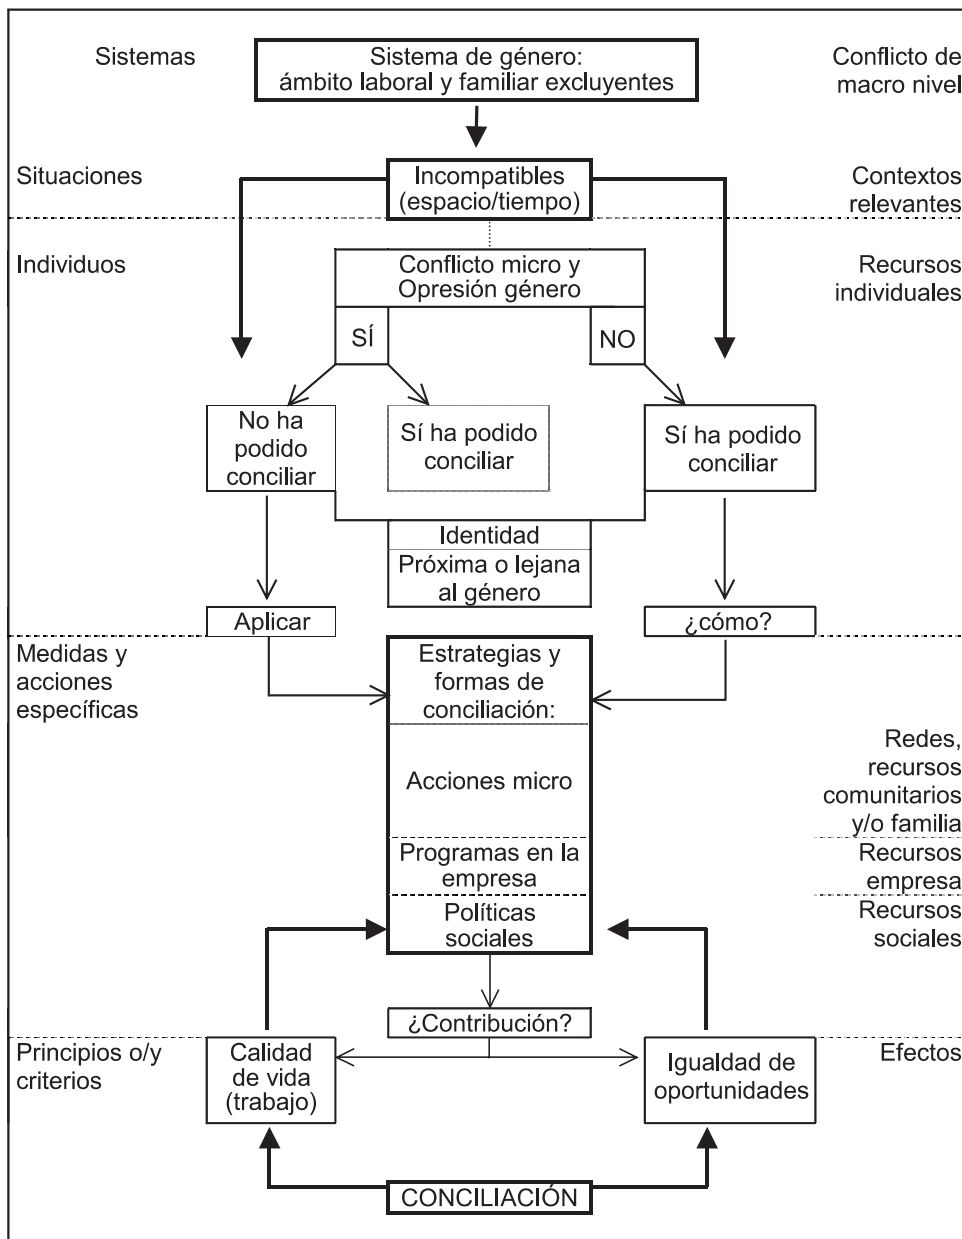 Sistemas
Sistema de género:
ámbito laboral y familiar excluyentes
Conflicto de
macro nivel
Situaciones
Incompatibles
(espacio/tiempo)
Contextos
relevantes
Individuos
Conflicto micro y
Opresión género
Recursos
individuales
SÍ
NO
No ha
podido
conciliar
Sí ha podido
conciliar
Sí ha podido
conciliar
Identidad
Próxima o lejana
al género
Aplicar
¿cómo?
Medidas y
acciones
específicas
Estrategias y
formas de
conciliación:
Acciones micro
Redes,
recursos
comunitarios
y/o familia
Programas en la
empresa
Recursos
empresa
Políticas
sociales
Recursos
sociales
¿Contribución?
Principios o/y
criterios
Calidad
de vida
(trabajo)
Igualdad de
oportunidades
Efectos
CONCILIACIÓN